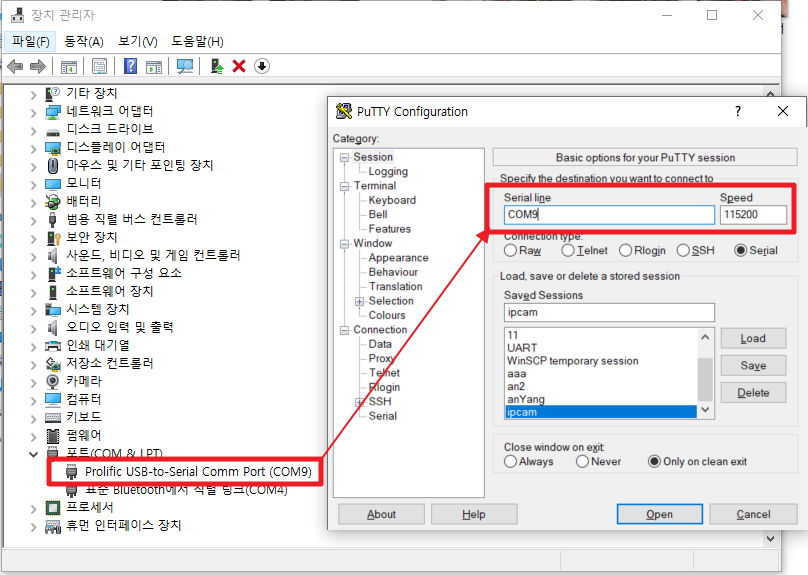 장치 관리자
파일(F) 동작(A) 보기(V) 도움말(H)
기타 장치
네트워크 어댑터
디스크 드라이브
디스플레이 어댑터
마우스 및 기타 포인팅 장치
모니터
배터리
범용 직렬 버스 컨트롤러
보안 장치
사운드, 비디오 및 게임 컨트롤러
소프트웨어 구성 요소
소프트웨어 장치
시스템 장치
오디오 입력 및 출력
인쇄 대기열
저장소 컨트롤러
카메라
컴퓨터
키보드
펌웨어
포트(COM & LPT)
Prolific USB-to-Serial Comm Port (COM9)
표준 Bluetooth에서 직렬 링크(COM4)
프로세서
휴먼 인터페이스 장치
PuTTY Configuration
?
Category:
Session
Logging
Terminal
Keyboard
Bell
Features
Window
Appearance
Behaviour
Translation
Selection
Colours
Connection
Data
Proxy
Telnet
Rlogin
SSH
Serial
Basic options for your PuTTY session
Specify the destination you want to connect to
Serial line Speed
COM9 115200
Connection type:
Raw Telnet Rlogin SSH Serial
Load, save or delete a stored session
Saved Sessions
ipcam
11
UART
WinSCP temporary session
aaa
an2
anYang
ipcam
Load
Save
Delete
Close window on exit:
Always Never Only on clean exit
About Help Open Cancel